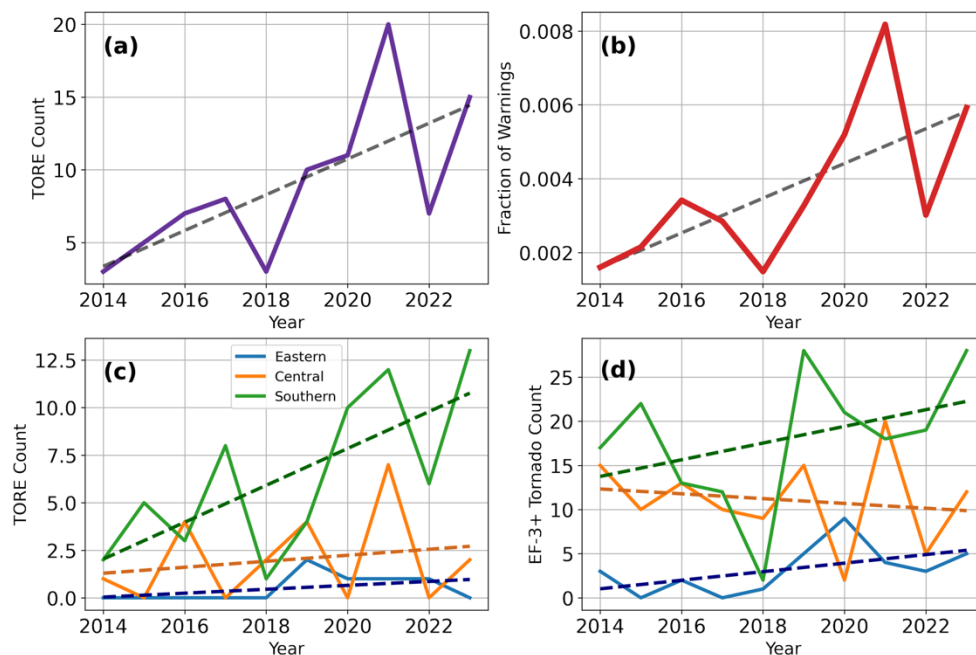 (a)
TORE Count
20
15
10
5
2014 2016 2018 2020 2022
Year
(b)
Fraction of Warnings
0.008
0.006
0.004
0.002
2014 2016 2018 2020 2022
Year
(c)
Eastern
Central
Southern
TORE Count
12.5
10.0
7.5
5.0
2.5
0.0
2014 2016 2018 2020 2022
Year
(d)
EF-3+ Tornado Count
25
20
15
10
5
0
2014 2016 2018 2020 2022
Year